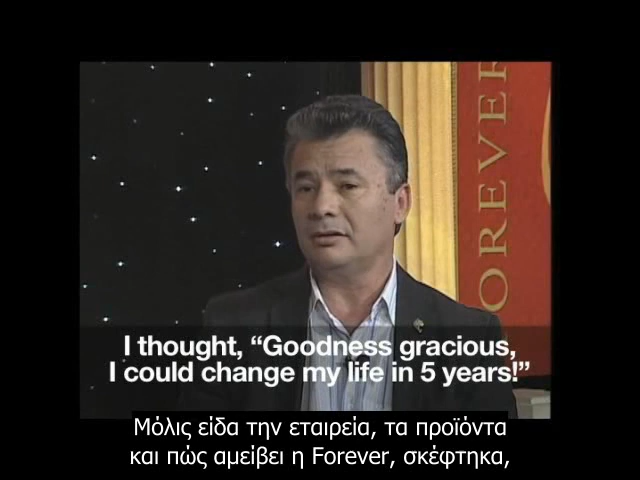 FOREVER
I thought, “Goodness gracious,
I could change my life in 5 years!”
Μόλις είδα την εταιρεία, τα προϊόντα
και πώς αμείβει η Forever, σκέφτηκα,